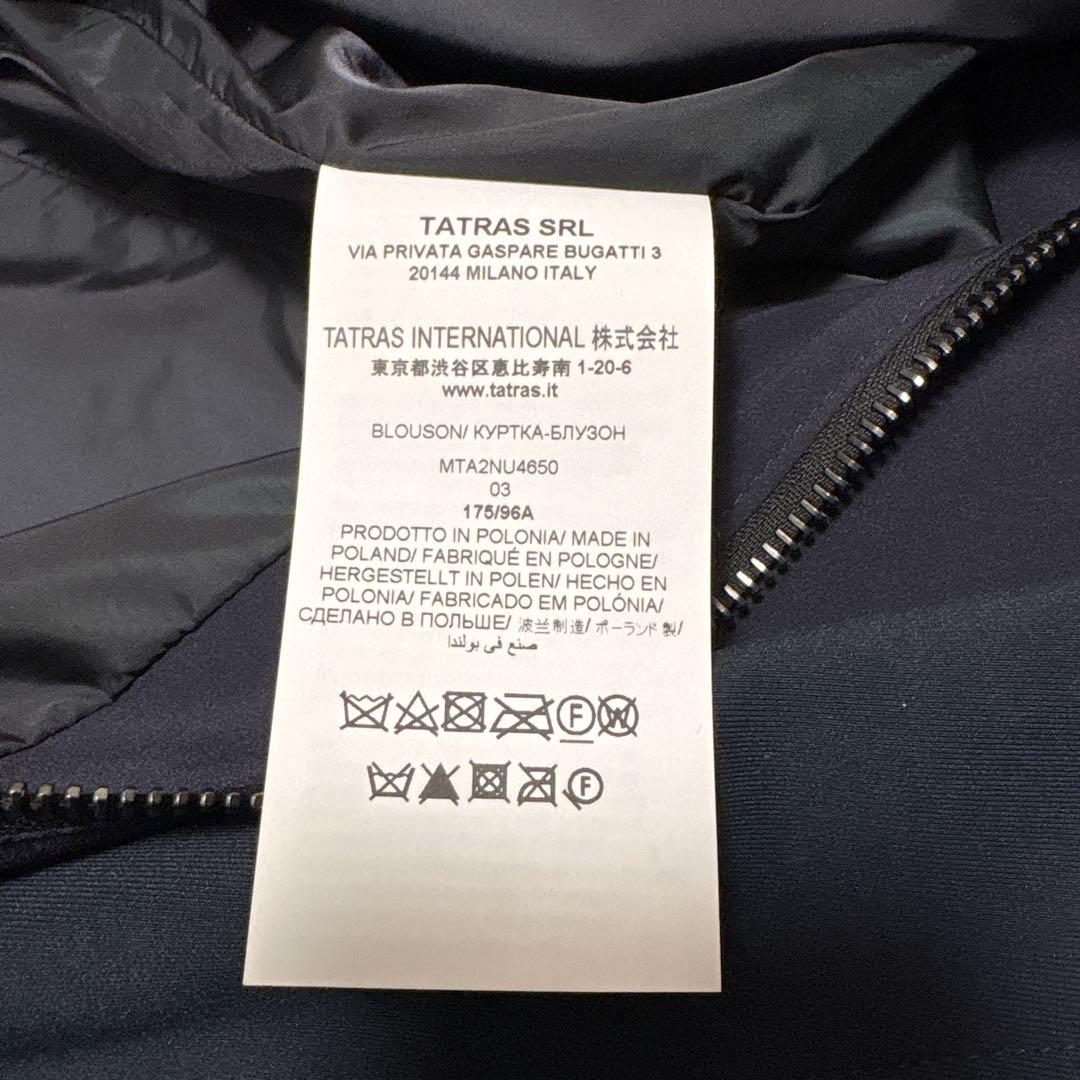 TATRAS SRL
VIA PRIVATA GASPARE BUGATTI 3
20144 MILANO ITALY
TATRAS INTERNATIONAL 株式会社
東京都渋谷区恵比寿南 1-20-6
www.tatras.it
BLOUSON/ КУРТКА-БЛУЗОН
MTA2NU4650
03
175/96A
PRODOTTO IN POLONIA/ MADE IN
POLAND/ FABRIQUÉ EN POLOGNE/
HERGESTELLT IN POLEN/ HECHO EN
POLONIA/ FABRICADO EM POLÓNIA/
СДЕЛАНО В ПОЛЬШЕ/ 波兰制造/ ポーランド製/
صنع في بولندا
F W
F